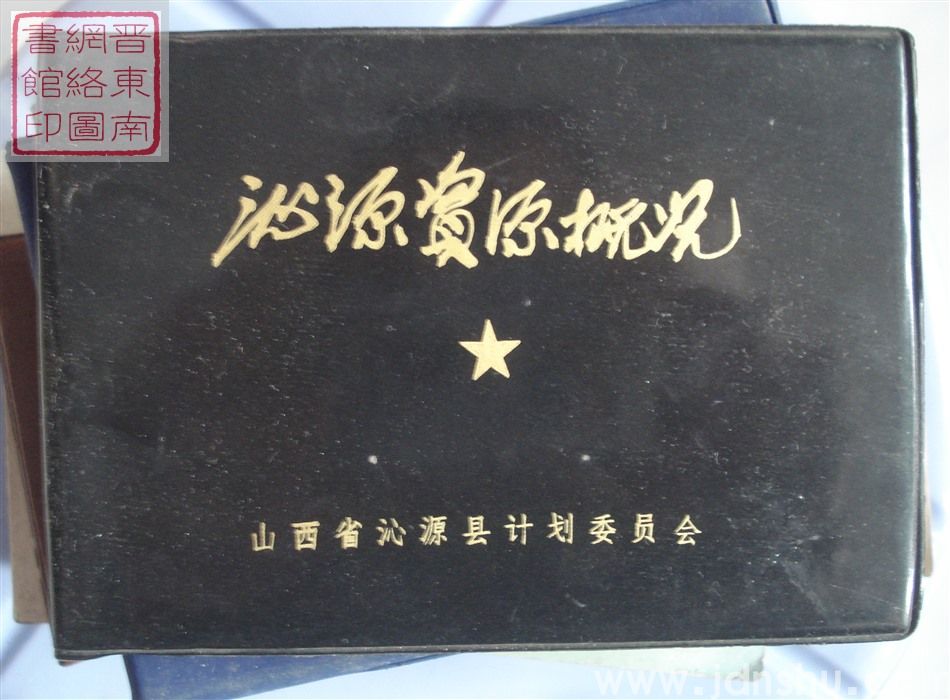 晋東南
網絡圖
書館印
沁源资源概况
山西省沁源县计划委员会